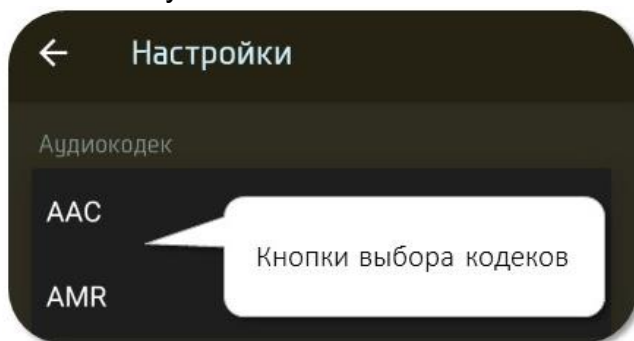 ← Настройки
Аудиокодек
AAC
Кнопки выбора кодеков
AMR